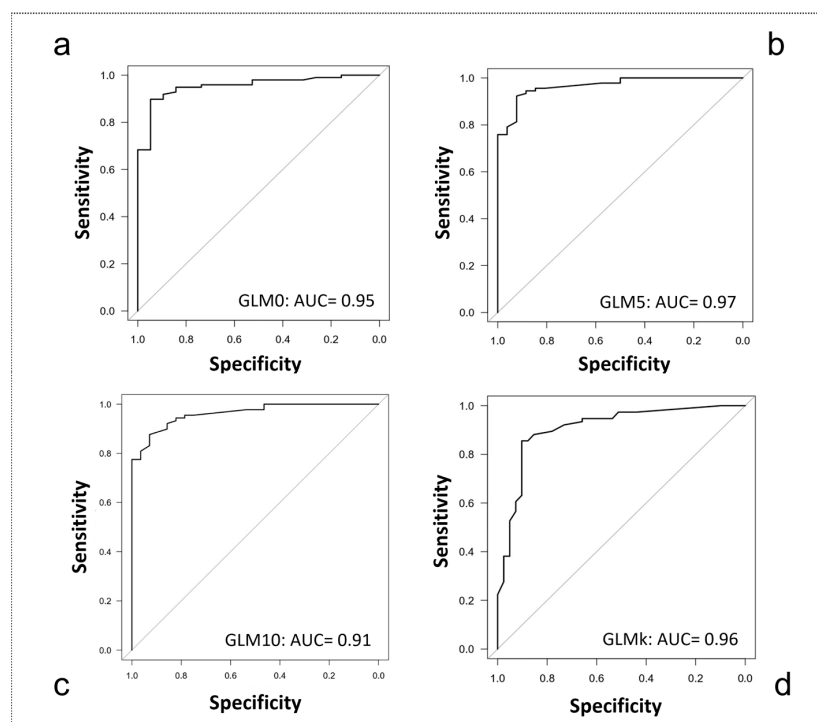 a
b
1.0
0.8
0.6
0.4
0.2
0.0
Sensitivity
GLM0: AUC= 0.95
1.0 0.8 0.6 0.4 0.2 0.0
Specificity
1.0
0.8
0.6
0.4
0.2
0.0
Sensitivity
GLM5: AUC= 0.97
1.0 0.8 0.6 0.4 0.2 0.0
Specificity
1.0
0.8
0.6
0.4
0.2
0.0
Sensitivity
GLM10: AUC= 0.91
1.0 0.8 0.6 0.4 0.2 0.0
Specificity
c
1.0
0.8
0.6
0.4
0.2
0.0
Sensitivity
GLMk: AUC= 0.96
1.0 0.8 0.6 0.4 0.2 0.0
Specificity
d